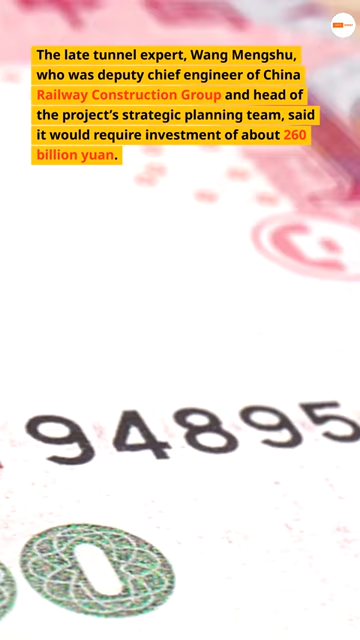 The late tunnel expert, Wang Mengshu,
who was deputy chief engineer of China
Railway Construction Group and head of
the project's strategic planning team, said
it would require investment of about 260
billion yuan.
94895
0